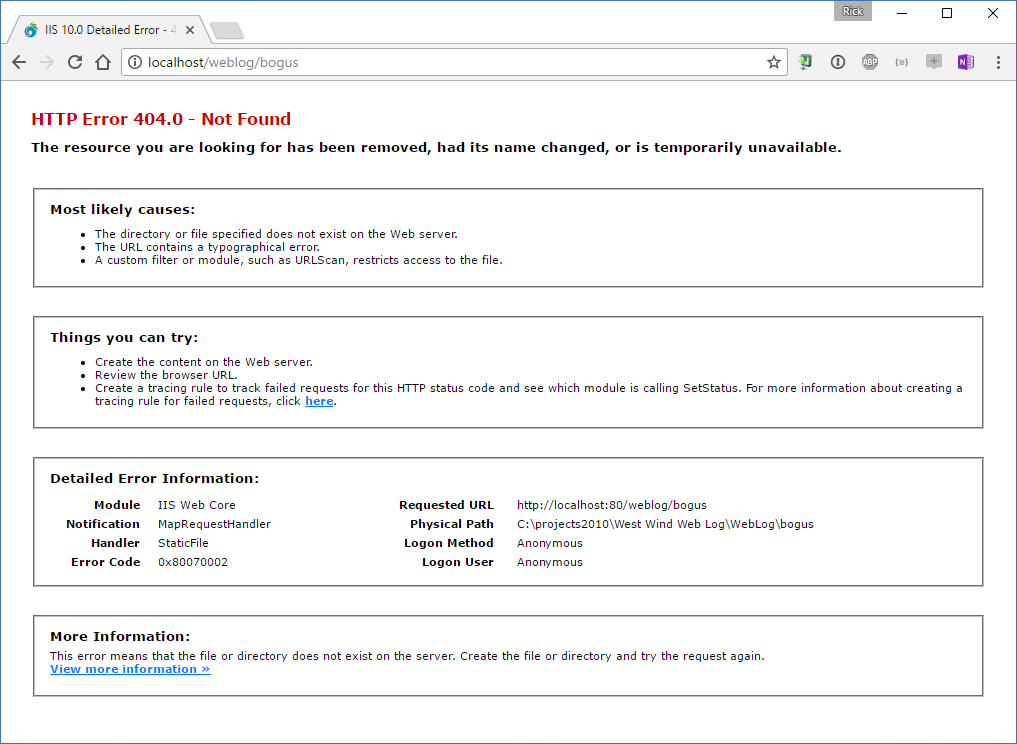 Rick
IIS 10.0 Detailed Error - 4
localhost/weblog/bogus
ABP
N
HTTP Error 404.0 - Not Found
The resource you are looking for has been removed, had its name changed, or is temporarily unavailable.
Most likely causes:
• The directory or file specified does not exist on the Web server.
• The URL contains a typographical error.
• A custom filter or module, such as URLScan, restricts access to the file.
Things you can try:
• Create the content on the Web server.
• Review the browser URL.
• Create a tracing rule to track failed requests for this HTTP status code and see which module is calling SetStatus. For more information about creating a
tracing rule for failed requests, click here.
Detailed Error Information:
Module IIS Web Core Requested URL http://localhost:80/weblog/bogus
Notification MapRequestHandler Physical Path C:\projects2010\West Wind Web Log\WebLog\bogus
Handler StaticFile Logon Method Anonymous
Error Code 0x80070002 Logon User Anonymous
More Information:
This error means that the file or directory does not exist on the server. Create the file or directory and try the request again.
View more information »